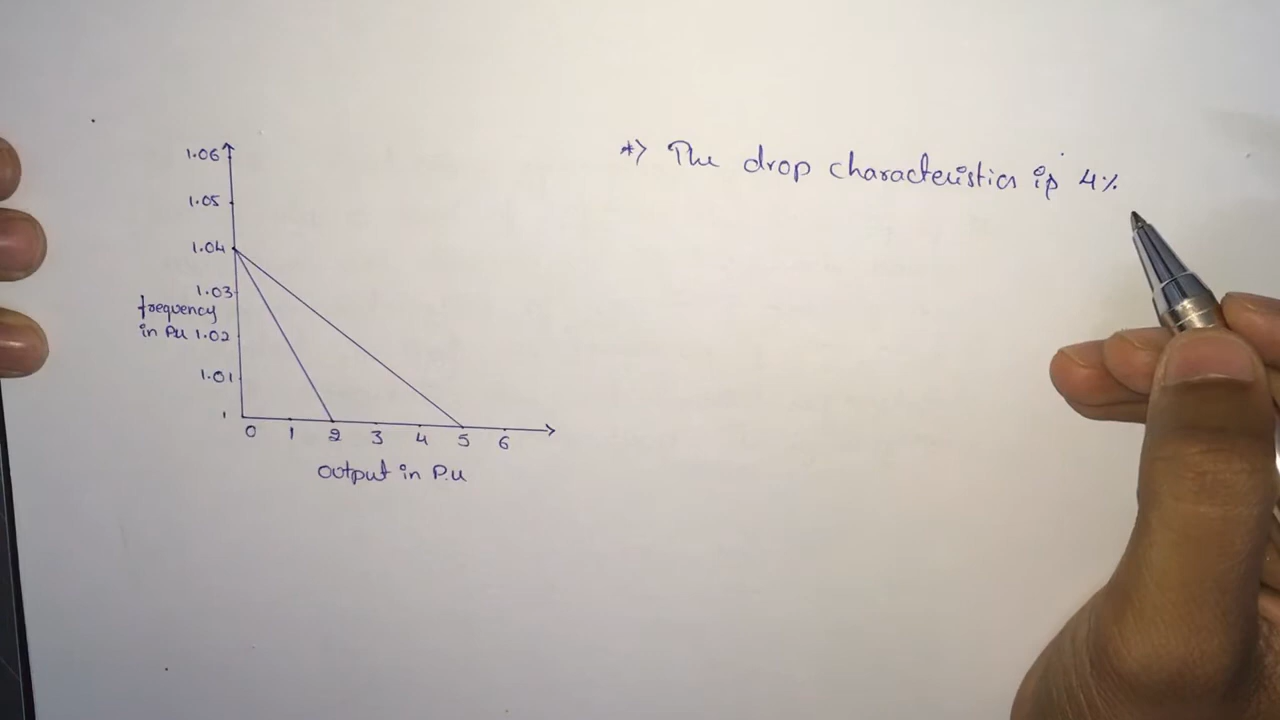 1.06
1.05
1.04
1.03
frequency
in PU 1.02
1.01
1
0 1 2 3 4 5 6
output in P.u
*> The drop characteristics is 4%